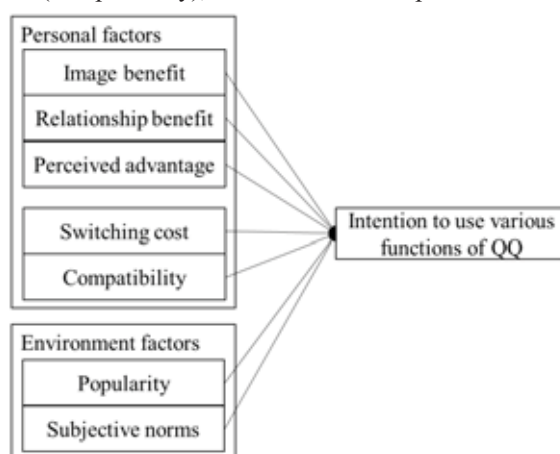 Personal factors
Image benefit
Relationship benefit
Perceived advantage
Switching cost
Compatibility
Intention to use various
functions of QQ
Environment factors
Popularity
Subjective norms